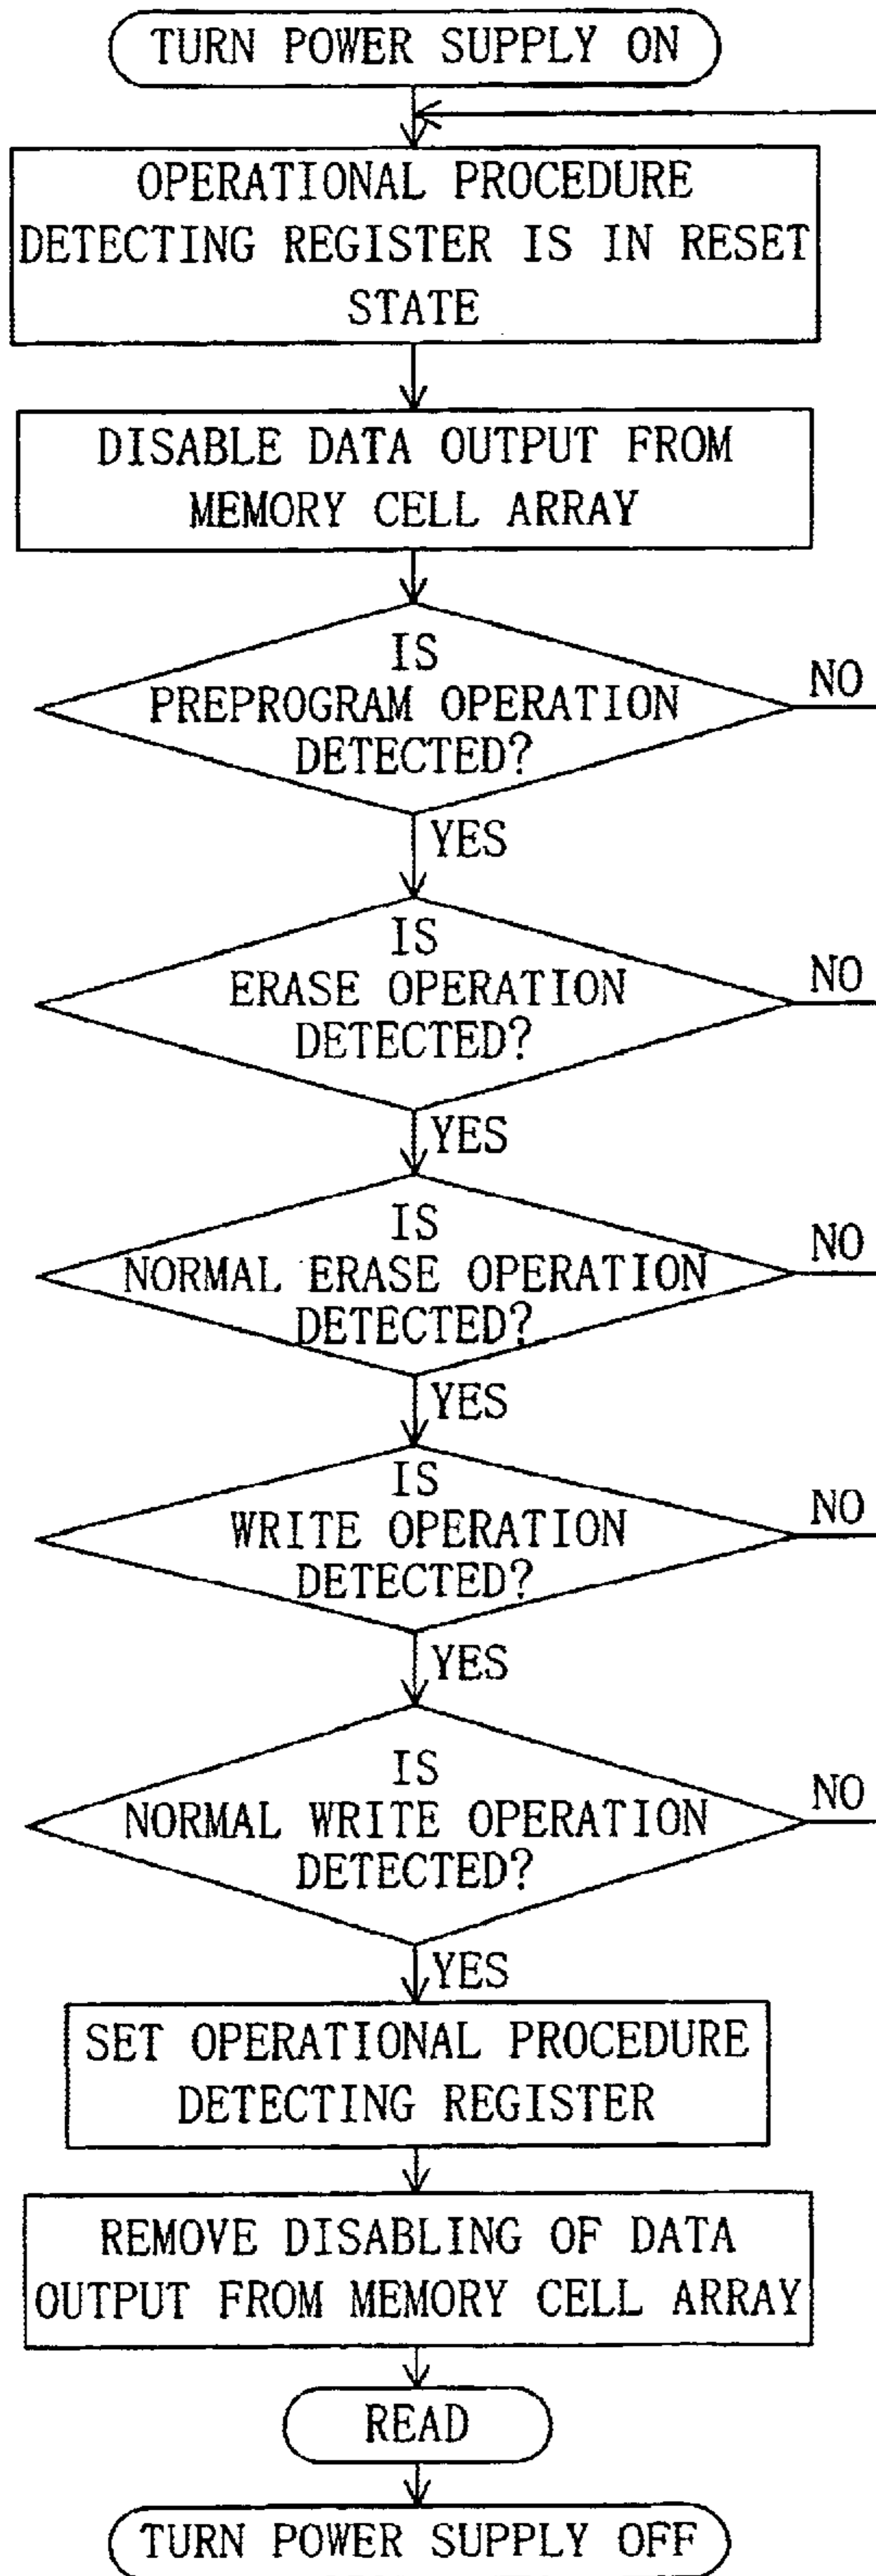 TURN POWER SUPPLY ON
OPERATIONAL PROCEDURE
DETECTING REGISTER IS IN RESET
STATE
DISABLE DATA OUTPUT FROM
MEMORY CELL ARRAY
IS
PREPROGRAM OPERATION
DETECTED?
NO
YES
IS
ERASE OPERATION
DETECTED?
NO
YES
IS
NORMAL ERASE OPERATION
DETECTED?
NO
YES
IS
WRITE OPERATION
DETECTED?
NO
YES
IS
NORMAL WRITE OPERATION
DETECTED?
NO
YES
SET OPERATIONAL PROCEDURE
DETECTING REGISTER
REMOVE DISABLING OF DATA
OUTPUT FROM MEMORY CELL ARRAY
READ
TURN POWER SUPPLY OFF